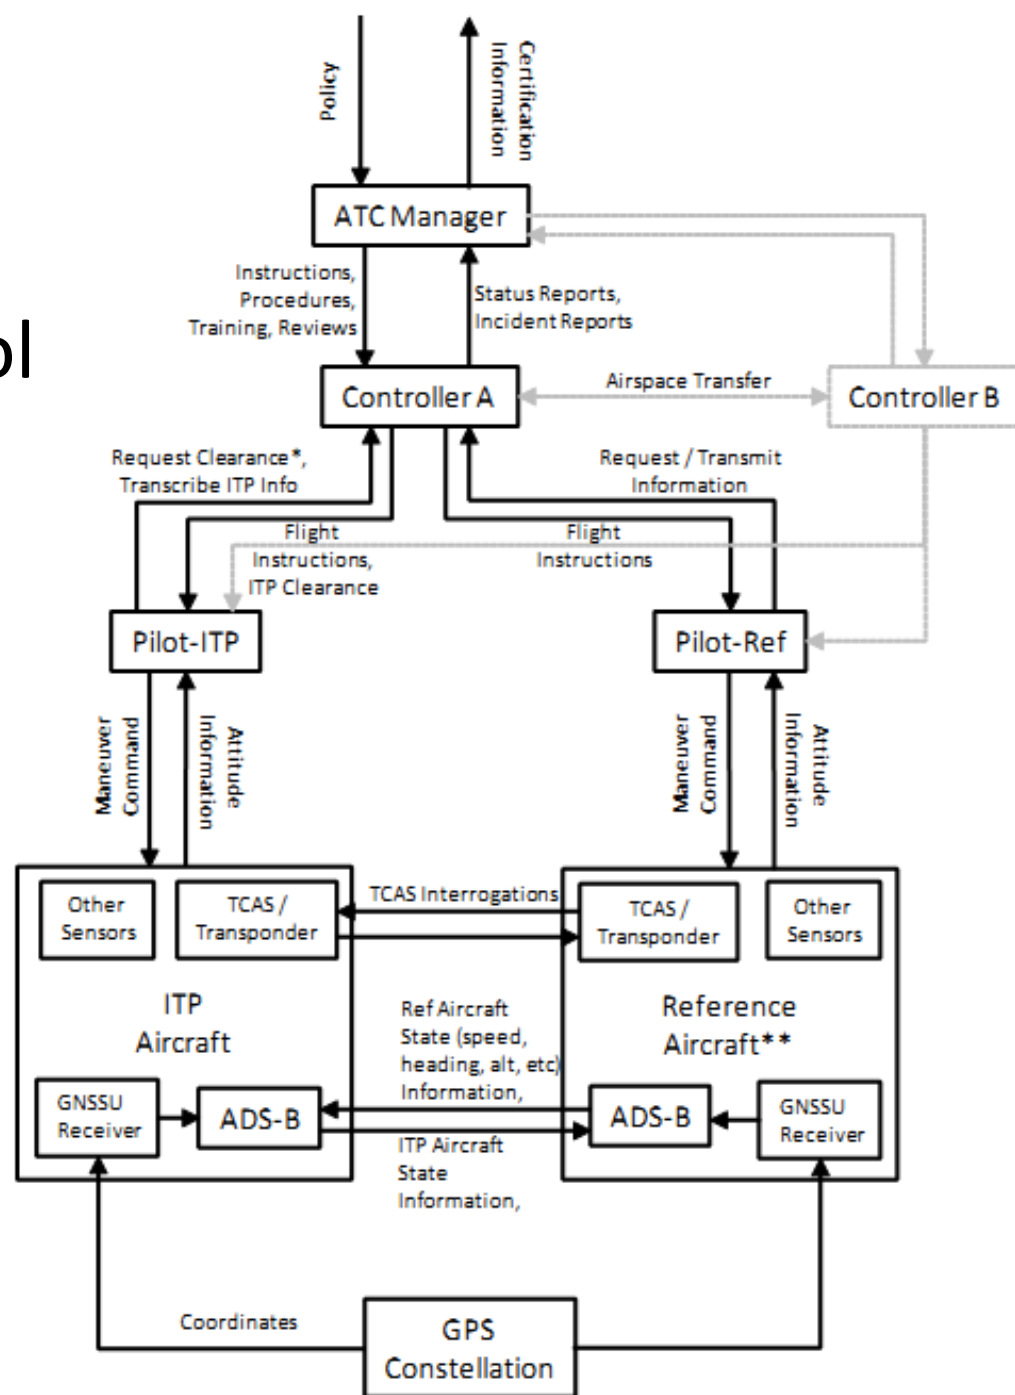 Policy
Certification
Information
ATC Manager
Instructions,
Procedures,
Training, Reviews
Status Reports,
Incident Reports
ol
Controller A
Airspace Transfer
Controller B
Request Clearance*,
Transcribe ITP Info
Request / Transmit
Information
Flight
Instructions,
ITP Clearance
Flight
Instructions
Pilot-ITP
Pilot-Ref
Maneuver
Command
Attitude
Information
Maneuver
Command
Attitude
Information
Other
Sensors
TCAS /
Transponder
TCAS Interrogations
TCAS /
Transponder
Other
Sensors
ITP
Aircraft
Ref Aircraft
State (speed,
heading, alt, etc)
Information,
Reference
Aircraft**
GNSSU
Receiver
ADS-B
ADS-B
GNSSU
Receiver
ITP Aircraft
State
Information,
Coordinates
GPS
Constellation